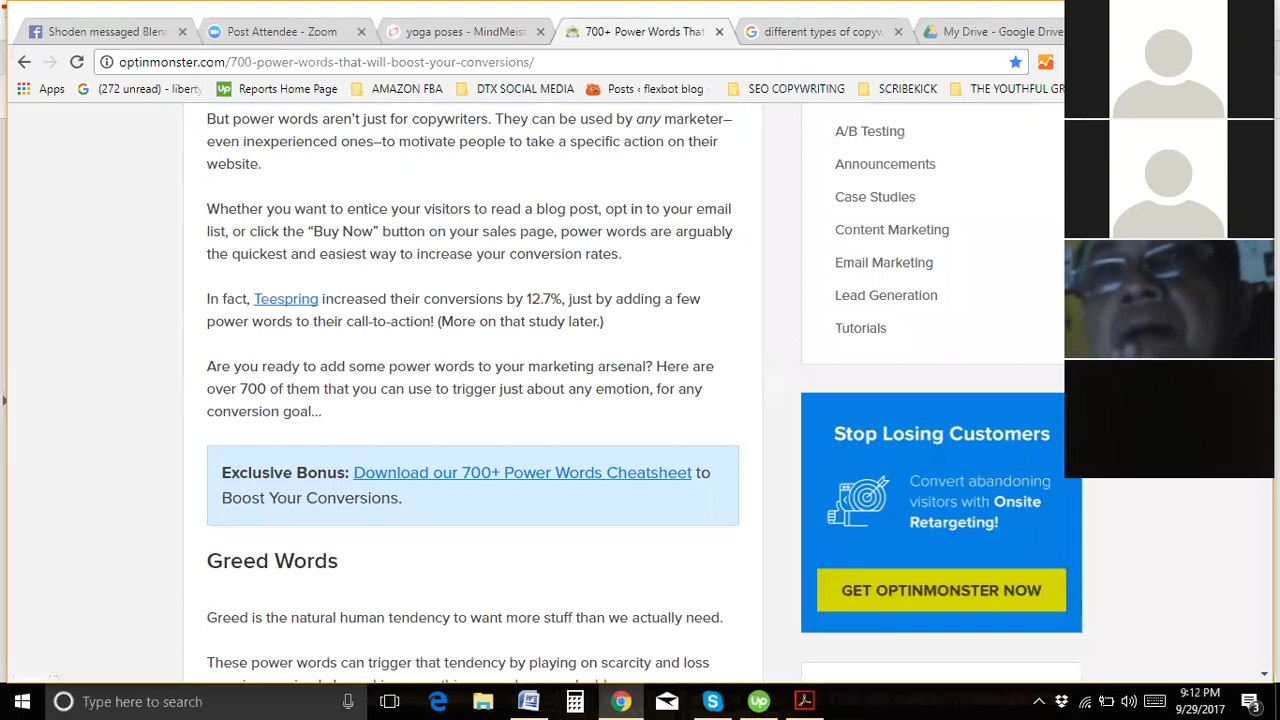 Shoden messaged Blen
Post Attendee - Zoom
yoga poses - MindMeis
700+ Power Words Tha
different types of copyw
My Drive - Google Drive
optinmonster.com/700-power-words-that-will-boost-your-conversions/
Apps
(272 unread) - liberty
Reports Home Page
AMAZON FBA
DTX SOCIAL MEDIA
Posts ‹ flexbot blog
SEO COPYWRITING
SCRIBEKICK
THE YOUTHFUL GR
But power words aren't just for copywriters. They can be used by any marketer–
even inexperienced ones–to motivate people to take a specific action on their
website.
Whether you want to entice your visitors to read a blog post, opt in to your email
list, or click the “Buy Now” button on your sales page, power words are arguably
the quickest and easiest way to increase your conversion rates.
In fact, Teespring increased their conversions by 12.7%, just by adding a few
power words to their call-to-action! (More on that study later.)
Are you ready to add some power words to your marketing arsenal? Here are
over 700 of them that you can use to trigger just about any emotion, for any
conversion goal...
Exclusive Bonus: Download our 700+ Power Words Cheatsheet to
Boost Your Conversions.
Greed Words
Greed is the natural human tendency to want more stuff than we actually need.
These power words can trigger that tendency by playing on scarcity and loss
A/B Testing
Announcements
Case Studies
Content Marketing
Email Marketing
Lead Generation
Tutorials
Stop Losing Customers
Convert abandoning
visitors with Onsite
Retargeting!
GET OPTINMONSTER NOW
Type here to search
9:12 PM
9/29/2017
3